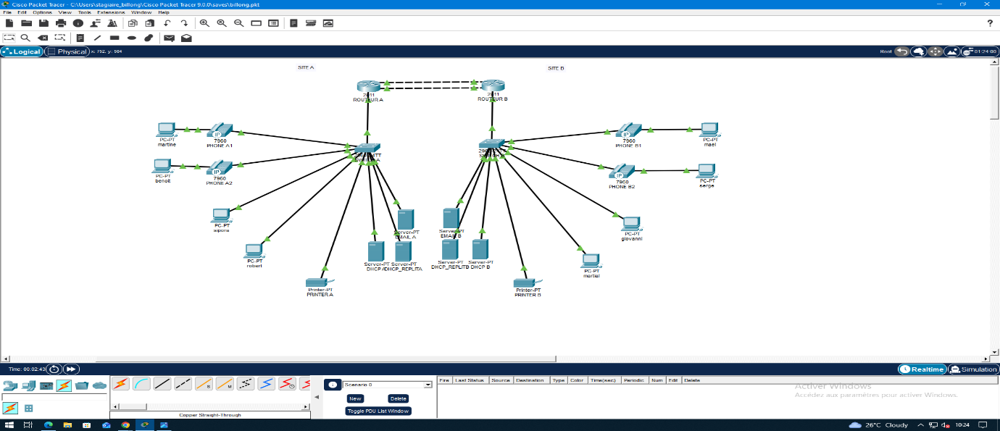 Cisco Packet Tracer - C:\Users\stagiaire_billong\Cisco Packet Tracer 9.0.0\saves\billong.pkt
File Edit Options View Tools Extensions Window Help
?
Logical Physical x: 752, y: 564 Root 01:24:00
SITE A SITE B
2811
ROUTEUR A
2811
ROUTEUR B
PC-PT
martine
7960
PHONE A1
IP
PC-PT
benoit
7960
PHONE A2
IP
PC-PT
sipora
PC-PT
robert
Printer-PT
PRINTER A
Server-PT
EMAIL A
Server-PT
DHCP A
Server-PT
DHCP_REPLITA
Server-PT
EMAIL B
Server-PT
DHCP_REPLITB
Server-PT
DHCP B
Printer-PT
PRINTER B
7960
PHONE B1
IP
PC-PT
mael
7960
PHONE B2
IP
PC-PT
serge
PC-PT
giovanni
PC-PT
martial
Time: 00:02:43 Realtime Simulation
S M
Copper Straight-Through
Scenario 0
New Delete
Toggle PDU List Window
Fire Last Status Source Destination Type Color Time(sec) Periodic Num Edit Delete
Activer Windows
Accédez aux paramètres pour activer Windows.
26°C Cloudy 10:24